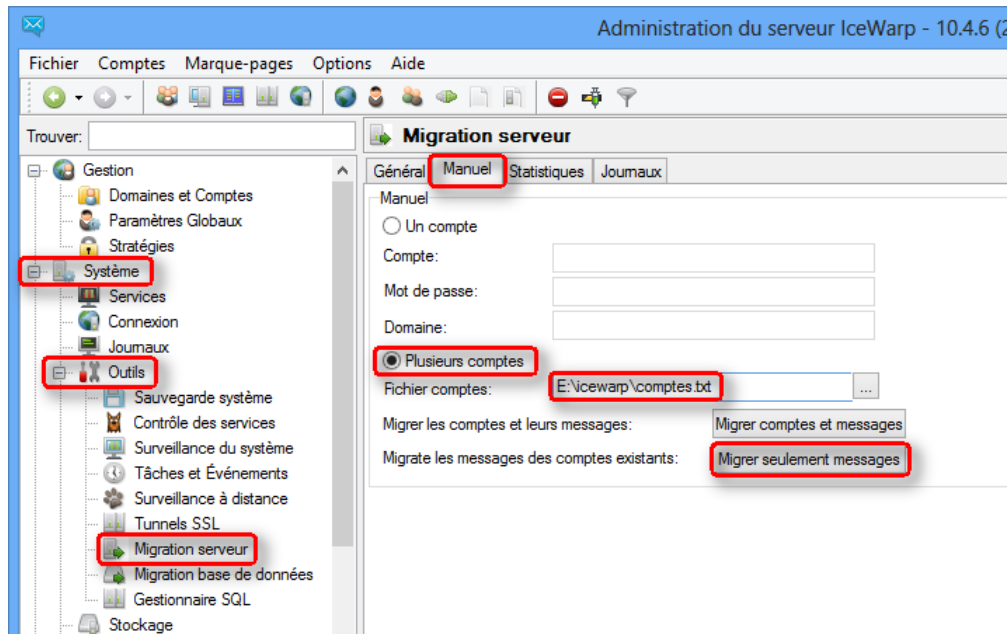 Administration du serveur IceWarp - 10.4.6 (2
Fichier Comptes Marque-pages Options Aide
Trouver:
Gestion
Domaines et Comptes
Paramètres Globaux
Stratégies
Système
Services
Connexion
Journaux
Outils
Sauvegarde système
Contrôle des services
Surveillance du système
Tâches et Événements
Surveillance à distance
Tunnels SSL
Migration serveur
Migration base de données
Gestionnaire SQL
Stockage
Migration serveur
Général Manuel Statistiques Journaux
Manuel
Un compte
Compte:
Mot de passe:
Domaine:
Plusieurs comptes
Fichier comptes: E:\icewarp\comptes.txt ...
Migrer les comptes et leurs messages: Migrer comptes et messages
Migrate les messages des comptes existants: Migrer seulement messages